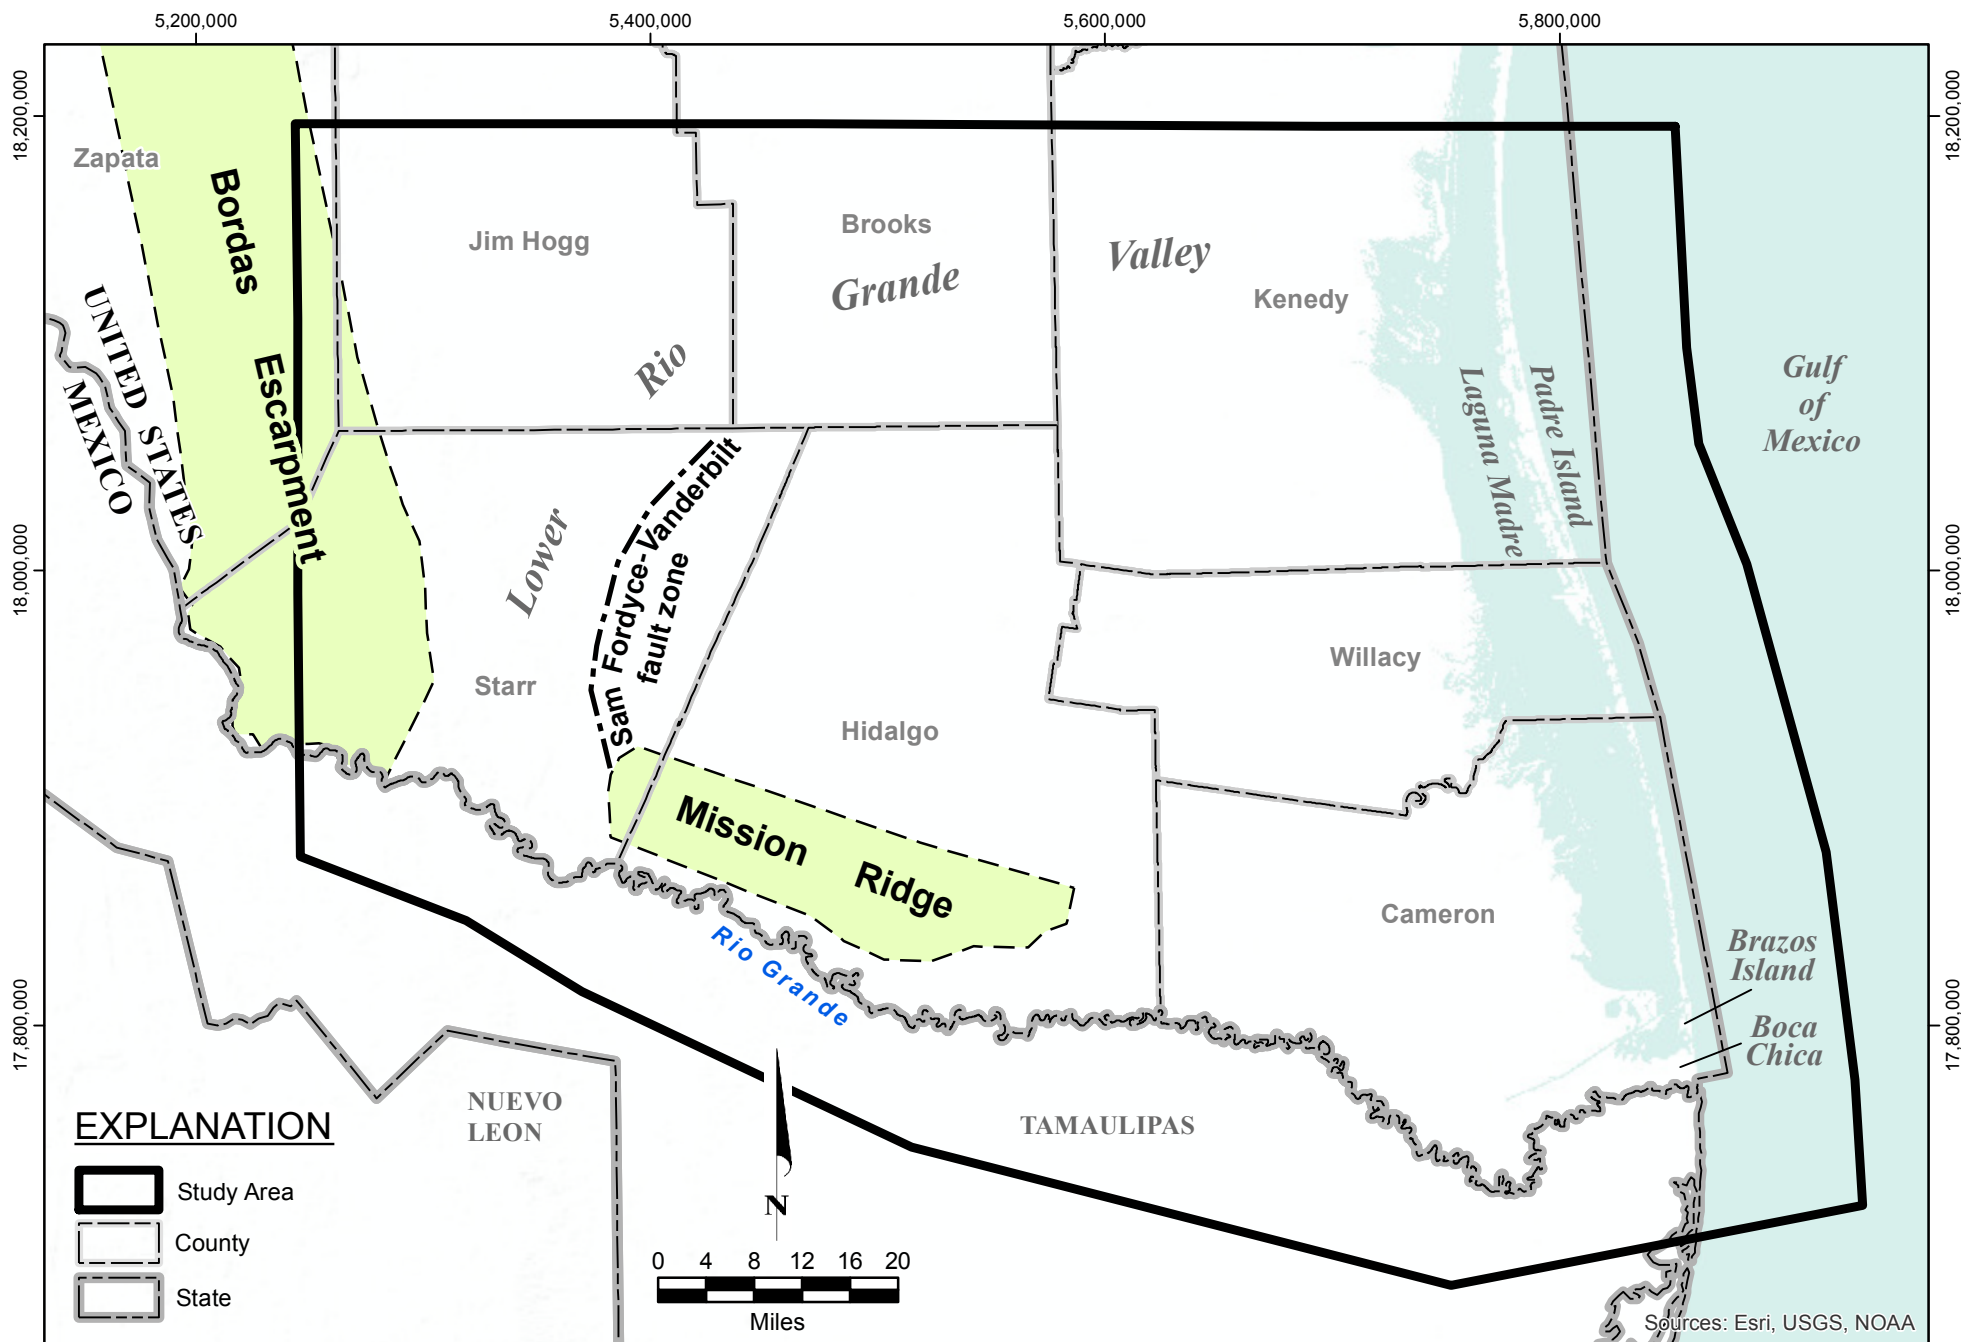 5,200,000
5,400,000
5,600,000
5,800,000
18,200,000
18,200,000
Zapata
Bordas
Escarpment
Jim Hogg
Brooks
Kenedy
Lower
Rio
Grande
Valley
UNITED STATES
MEXICO
Laguna Madre
Padre Island
Gulf
of
Mexico
18,000,000
18,000,000
Sam Fordyce-Vanderbilt
fault zone
Starr
Hidalgo
Willacy
Mission Ridge
Cameron
Rio Grande
Brazos
Island
Boca
Chica
17,800,000
17,800,000
NUEVO
LEON
TAMAULIPAS
EXPLANATION
Study Area
County
State
N
0 4 8 12 16 20
Miles
Sources: Esri, USGS, NOAA